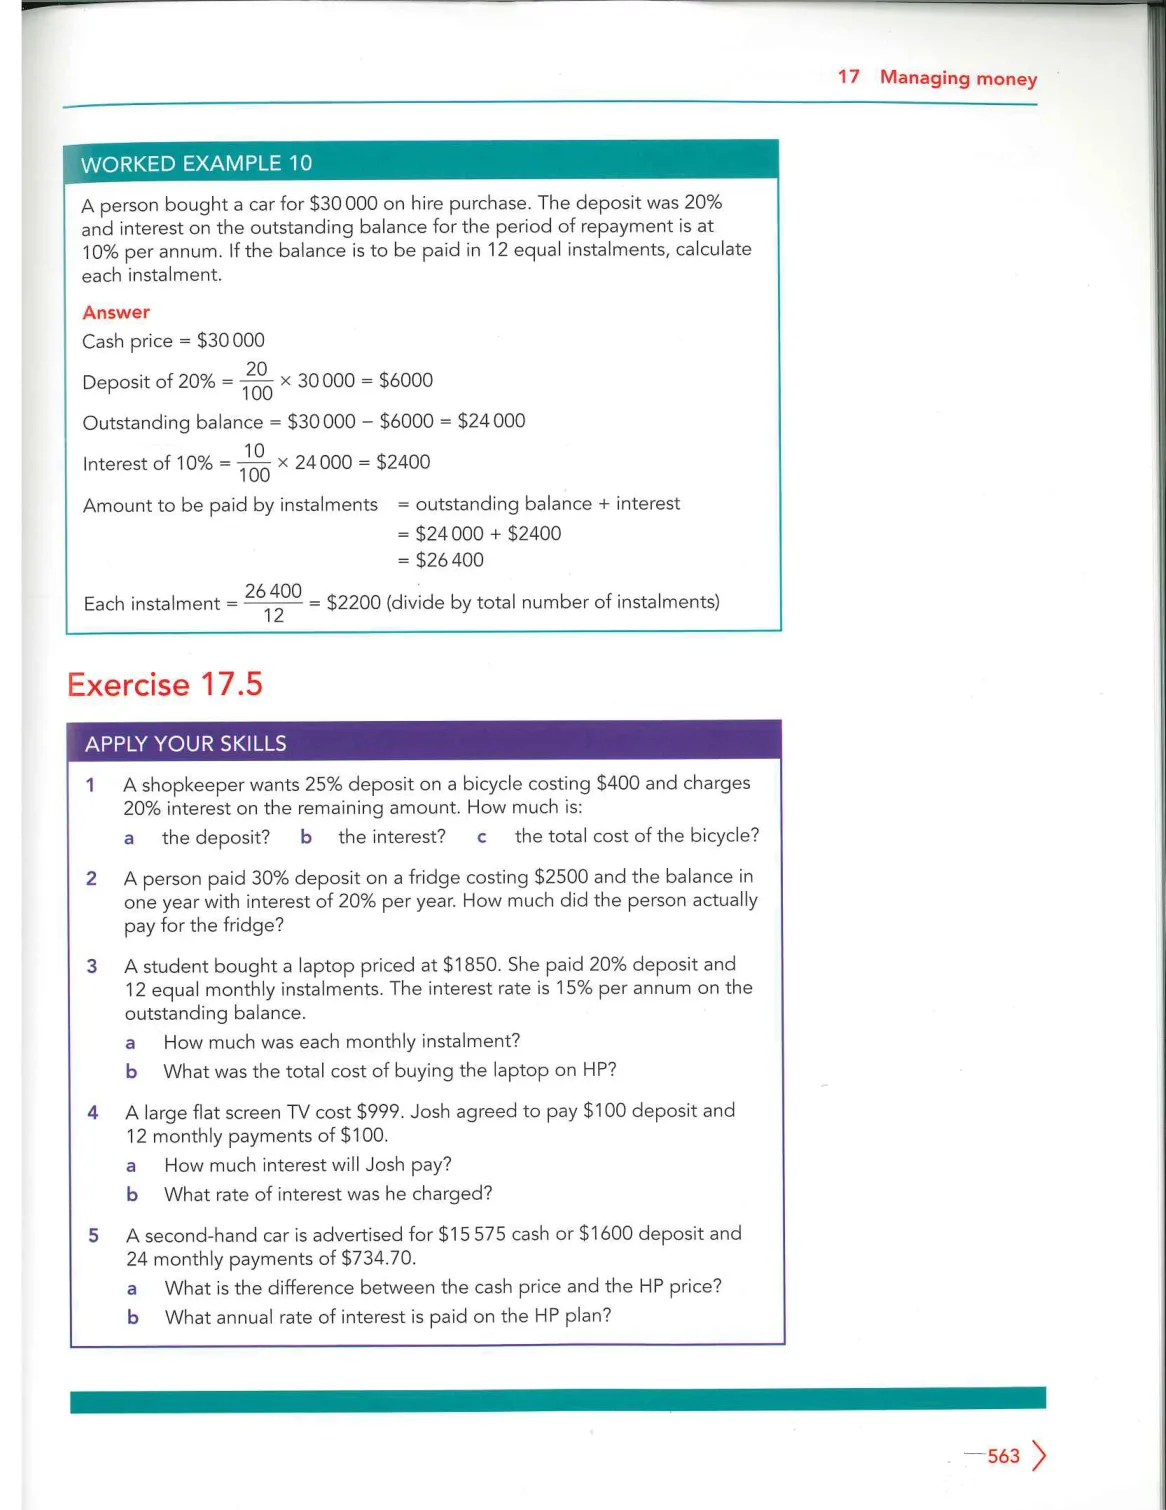 17 Managing money
WORKED EXAMPLE 10
A person bought a car for $30 000 on hire purchase. The deposit was 20%
and interest on the outstanding balance for the period of repayment is at
10% per annum. If the balance is to be paid in 12 equal instalments, calculate
each instalment.
Answer
Cash price = $30 000
Deposit of 20% = 20/100 × 30 000 = $6000
Outstanding balance = $30 000 – $6000 = $24 000
Interest of 10% = 10/100 × 24 000 = $2400
Amount to be paid by instalments = outstanding balance + interest
= $24 000 + $2400
= $26 400
Each instalment = 26 400/12 = $2200 (divide by total number of instalments)
Exercise 17.5
APPLY YOUR SKILLS
1 A shopkeeper wants 25% deposit on a bicycle costing $400 and charges
20% interest on the remaining amount. How much is:
a the deposit? b the interest? c the total cost of the bicycle?
2 A person paid 30% deposit on a fridge costing $2500 and the balance in
one year with interest of 20% per year. How much did the person actually
pay for the fridge?
3 A student bought a laptop priced at $1850. She paid 20% deposit and
12 equal monthly instalments. The interest rate is 15% per annum on the
outstanding balance.
a How much was each monthly instalment?
b What was the total cost of buying the laptop on HP?
4 A large flat screen TV cost $999. Josh agreed to pay $100 deposit and
12 monthly payments of $100.
a How much interest will Josh pay?
b What rate of interest was he charged?
5 A second-hand car is advertised for $15 575 cash or $1600 deposit and
24 monthly payments of $734.70.
a What is the difference between the cash price and the HP price?
b What annual rate of interest is paid on the HP plan?
563